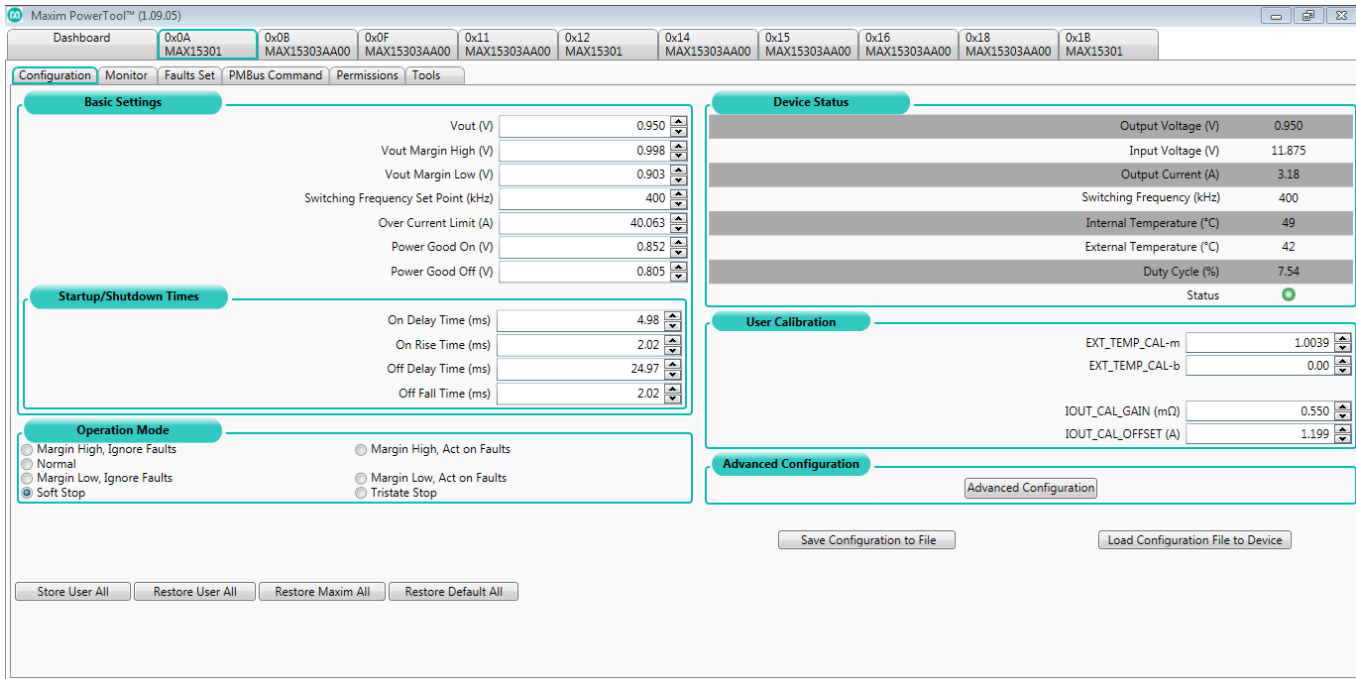 Maxim PowerTool™ (1.09.05)
Dashboard
0x0A
MAX15301
0x0B
MAX15303AA00
0x0F
MAX15303AA00
0x11
MAX15303AA00
0x12
MAX15301
0x14
MAX15303AA00
0x15
MAX15303AA00
0x16
MAX15303AA00
0x18
MAX15303AA00
0x1B
MAX15301
Configuration Monitor Faults Set PMBus Command Permissions Tools
Basic Settings
Vout (V) 0.950
Vout Margin High (V) 0.998
Vout Margin Low (V) 0.903
Switching Frequency Set Point (kHz) 400
Over Current Limit (A) 40.063
Power Good On (V) 0.852
Power Good Off (V) 0.805
Startup/Shutdown Times
On Delay Time (ms) 4.98
On Rise Time (ms) 2.02
Off Delay Time (ms) 24.97
Off Fall Time (ms) 2.02
Operation Mode
Margin High, Ignore Faults Margin High, Act on Faults
Normal
Margin Low, Ignore Faults Margin Low, Act on Faults
Soft Stop Tristate Stop
Device Status
Output Voltage (V) 0.950
Input Voltage (V) 11.875
Output Current (A) 3.18
Switching Frequency (kHz) 400
Internal Temperature (°C) 49
External Temperature (°C) 42
Duty Cycle (%) 7.54
Status
User Calibration
EXT_TEMP_CAL-m 1.0039
EXT_TEMP_CAL-b 0.00
IOUT_CAL_GAIN (mΩ) 0.550
IOUT_CAL_OFFSET (A) 1.199
Advanced Configuration
Advanced Configuration
Save Configuration to File Load Configuration File to Device
Store User All Restore User All Restore Maxim All Restore Default All